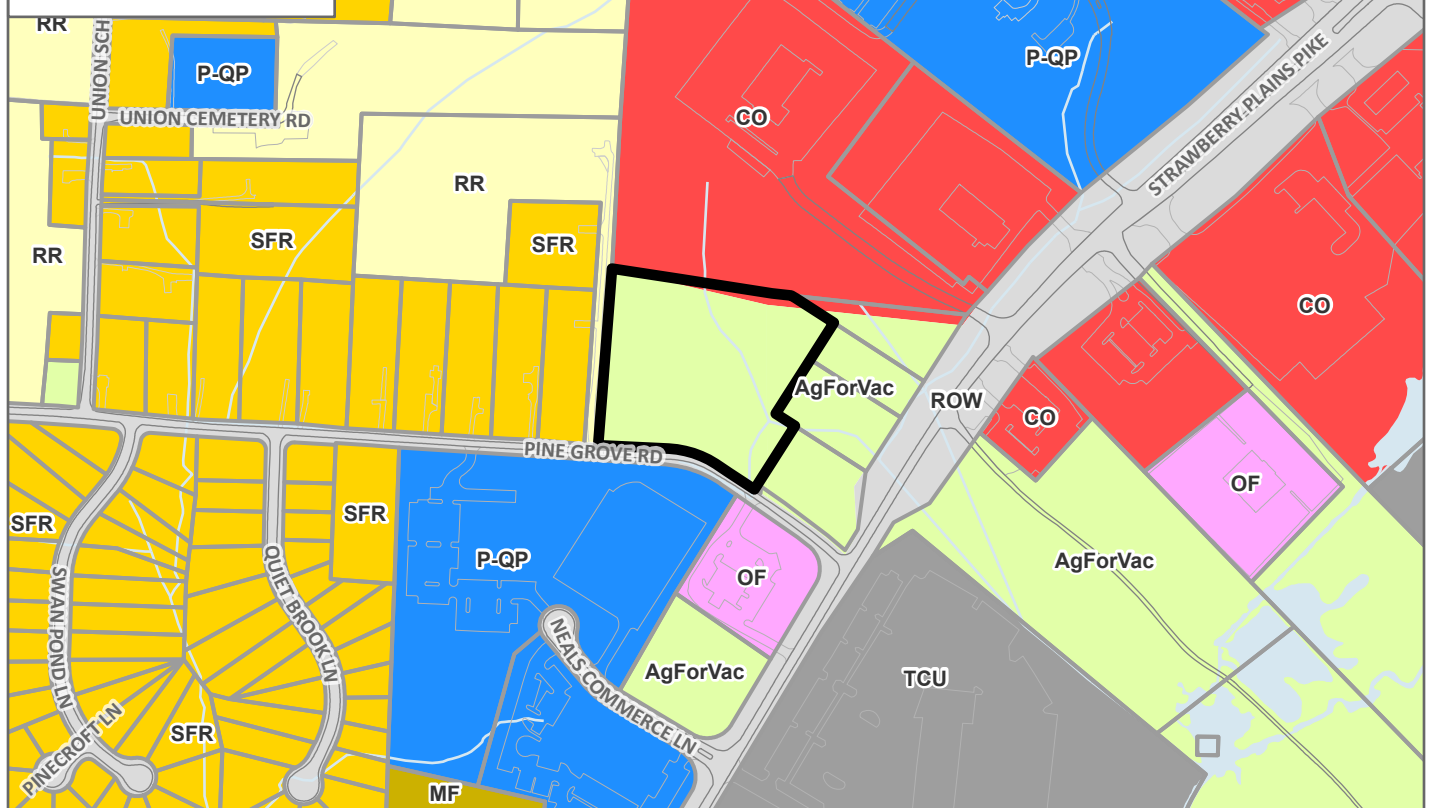 RR
UNION SCH
P-QP
P-QP
STRAWBERRY PLAINS PIKE
UNION CEMETERY RD
CO
RR
SFR
SFR
RR
CO
AgForVac
ROW
CO
PINE GROVE RD
OF
SFR
SFR
P-QP
AgForVac
OF
SWAN POND LN
QUIET BROOK LN
NEALS COMMERCE LN
AgForVac
TCU
PINECROFT LN
SFR
MF